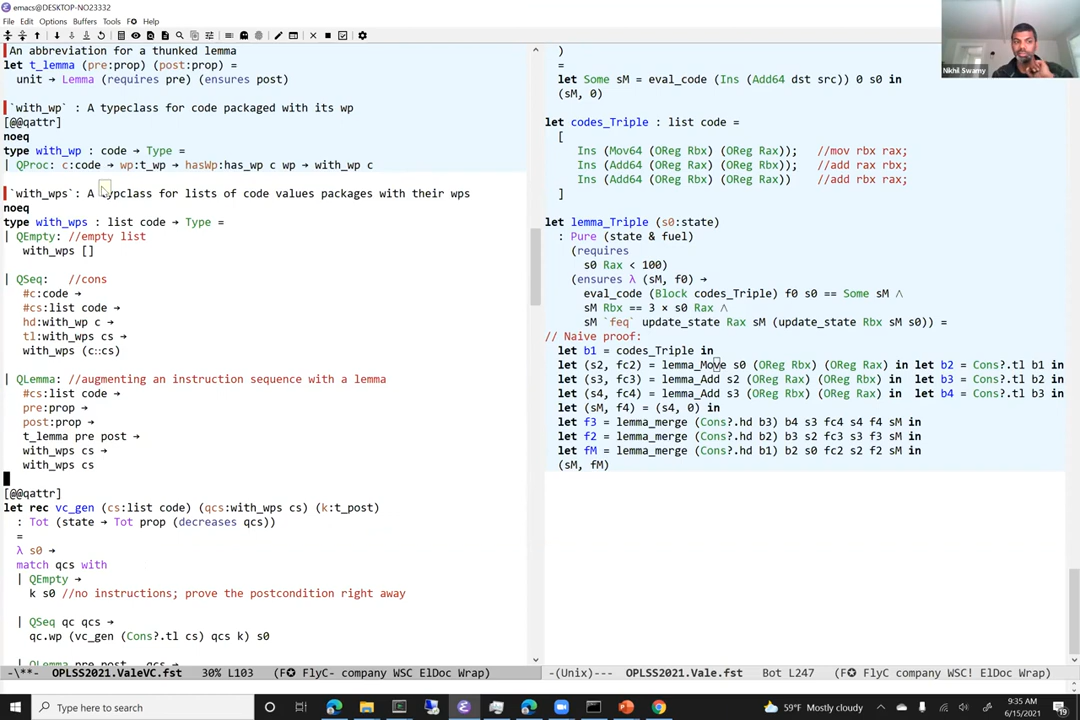 emacs@DESKTOP-NO23332
File Edit Options Buffers Tools F✪ Help
An abbreviation for a thunked lemma
let t_lemma (pre:prop) (post:prop) =
unit → Lemma (requires pre) (ensures post)
`with_wp` : A typeclass for code packaged with its wp
[@@qattr]
noeq
type with_wp : code → Type =
| QProc: c:code → wp:t_wp → hasWp:has_wp c wp → with_wp c
`with_wps`: A typclass for lists of code values packages with their wps
noeq
type with_wps : list code → Type =
| QEmpty: //empty list
with_wps []
| QSeq: //cons
#c:code →
#cs:list code →
hd:with_wp c →
tl:with_wps cs →
with_wps (c::cs)
| QLemma: //augmenting an instruction sequence with a lemma
#cs:list code →
pre:prop →
post:prop →
t_lemma pre post →
with_wps cs →
with_wps cs
[@@qattr]
let rec vc_gen (cs:list code) (qcs:with_wps cs) (k:t_post)
: Tot (state → Tot prop (decreases qcs))
=
λ s0 →
match qcs with
| QEmpty →
k s0 //no instructions; prove the postcondition right away
| QSeq qc qcs →
qc.wp (vc_gen (Cons?.tl cs) qcs k) s0
| QLemma pre post _ qcs →
-\**- OPLSS2021.ValeVC.fst 30% L103 (F✪ FlyC- company WSC ElDoc Wrap)
)
=
let Some sM = eval_code (Ins (Add64 dst src)) 0 s0 in
(sM, 0)
let codes_Triple : list code =
[
Ins (Mov64 (OReg Rbx) (OReg Rax)); //mov rbx rax;
Ins (Add64 (OReg Rbx) (OReg Rax)); //add rax rbx;
Ins (Add64 (OReg Rbx) (OReg Rax)) //add rbx rax;
]
let lemma_Triple (s0:state)
: Pure (state & fuel)
(requires
s0 Rax < 100)
(ensures λ (sM, f0) →
eval_code (Block codes_Triple) f0 s0 == Some sM ∧
sM Rbx == 3 × s0 Rax ∧
sM `feq` update_state Rax sM (update_state Rbx sM s0)) =
// Naive proof:
let b1 = codes_Triple in
let (s2, fc2) = lemma_Move s0 (OReg Rbx) (OReg Rax) in let b2 = Cons?.tl b1 in
let (s3, fc3) = lemma_Add s2 (OReg Rbx) (OReg Rax) in let b3 = Cons?.tl b2 in
let (s4, fc4) = lemma_Add s3 (OReg Rbx) (OReg Rax) in let b4 = Cons?.tl b3 in
let (sM, f4) = (s4, 0) in
let f3 = lemma_merge (Cons?.hd b3) b4 s3 fc4 s4 f4 sM in
let f2 = lemma_merge (Cons?.hd b2) b3 s2 fc3 s3 f3 sM in
let fM = lemma_merge (Cons?.hd b1) b2 s0 fc2 s2 f2 sM in
(sM, fM)
-(Unix)--- OPLSS2021.Vale.fst Bot L247 (F✪ FlyC company WSC! ElDoc Wrap)
Nikhil Swamy
Type here to search
59°F Mostly cloudy
9:35 AM
6/15/2021
19